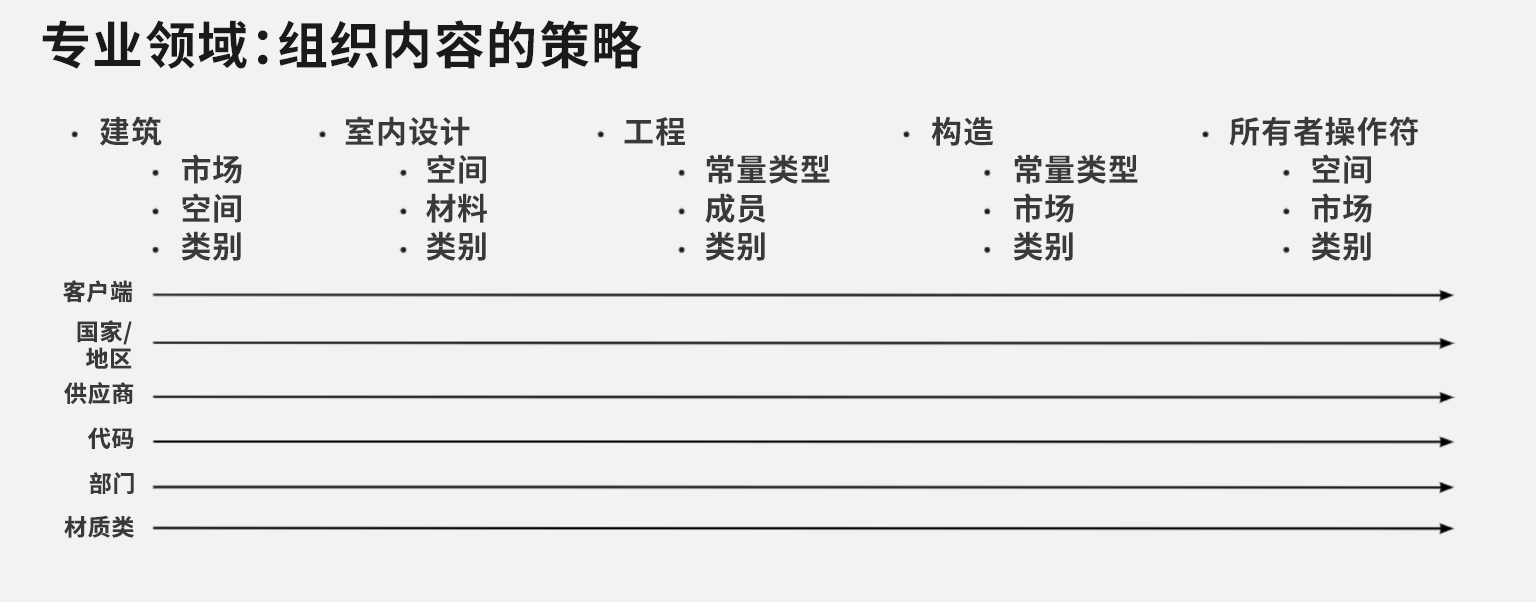 专业领域：组织内容的策略
· 建筑
· 市场
· 空间
· 类别
· 室内设计
· 空间
· 材料
· 类别
· 工程
· 常量类型
· 成员
· 类别
· 构造
· 常量类型
· 市场
· 类别
· 所有者操作符
· 空间
· 市场
· 类别
客户端
国家/
地区
供应商
代码
部门
材质类